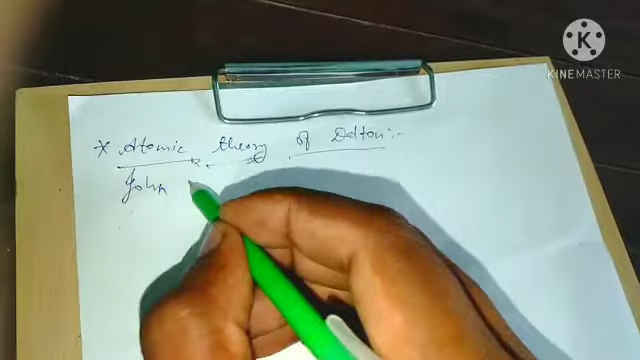 * Atomic theory of Dalton :-
John
K
KINEMASTER